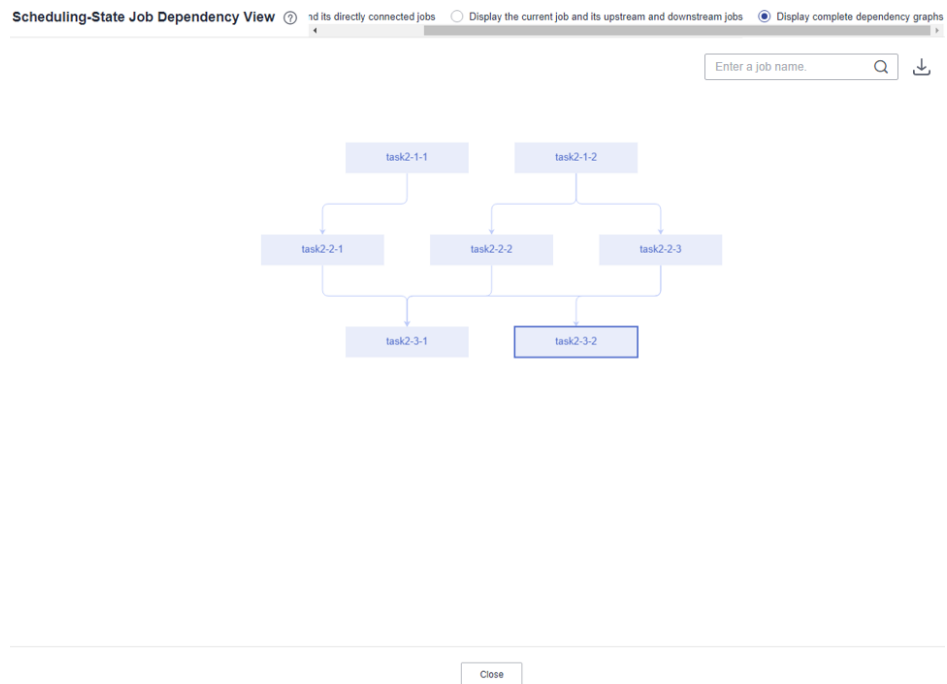 Scheduling-State Job Dependency View ? nd its directly connected jobs Display the current job and its upstream and downstream jobs Display complete dependency graphs
Enter a job name.
task2-1-1 task2-1-2
task2-2-1 task2-2-2 task2-2-3
task2-3-1 task2-3-2
Close